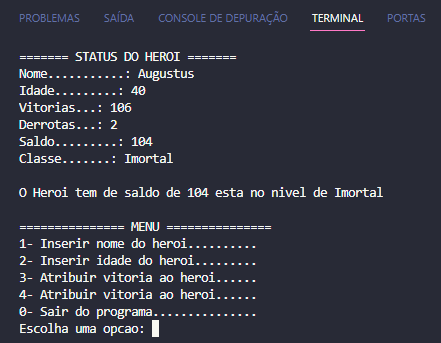 PROBLEMAS SAÍDA CONSOLE DE DEPURAÇÃO TERMINAL PORTAS
======= STATUS DO HEROI =======
Nome...........: Augustus
Idade.........: 40
Vitorias...: 106
Derrotas...: 2
Saldo.........: 104
Classe.......: Imortal
O Heroi tem de saldo de 104 esta no nivel de Imortal
=============== MENU ===============
1- Inserir nome do heroi..........
2- Inserir idade do heroi.........
3- Atribuir vitoria ao heroi......
4- Atribuir vitoria ao heroi......
0- Sair do programa...............
Escolha uma opcao: